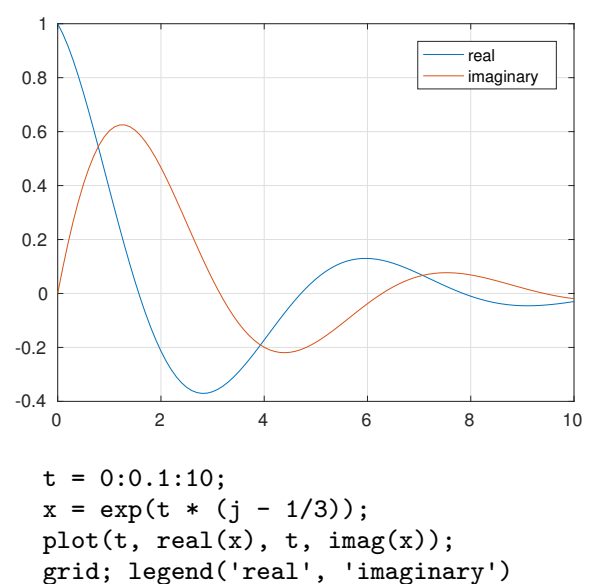 1
0.8
0.6
0.4
0.2
0
-0.2
-0.4
0 2 4 6 8 10
real
imaginary
t = 0:0.1:10;
x = exp(t * (j - 1/3));
plot(t, real(x), t, imag(x));
grid; legend('real', 'imaginary')